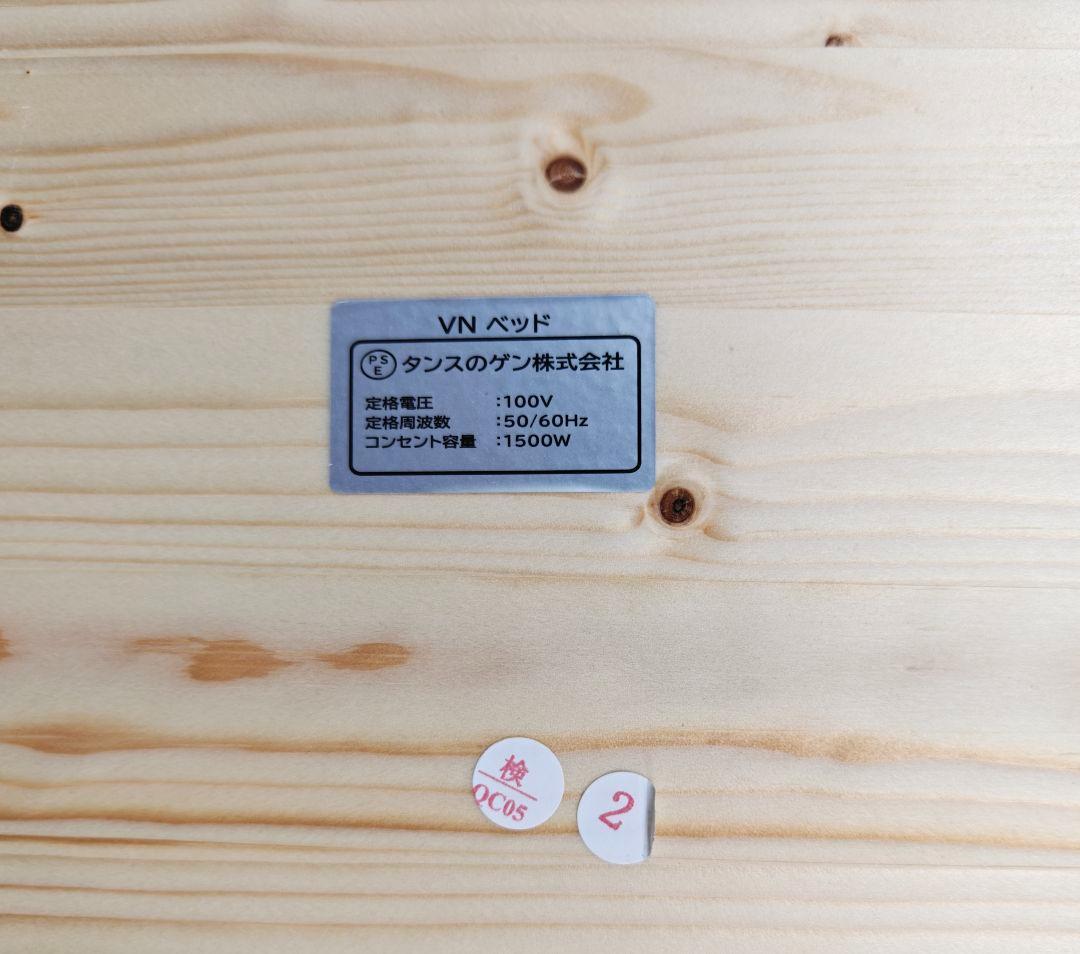 VN ベッド
PS
E
タンスのゲン株式会社
定格電圧 :100V
定格周波数 :50/60Hz
コンセント容量 :1500W
検
QC05
2